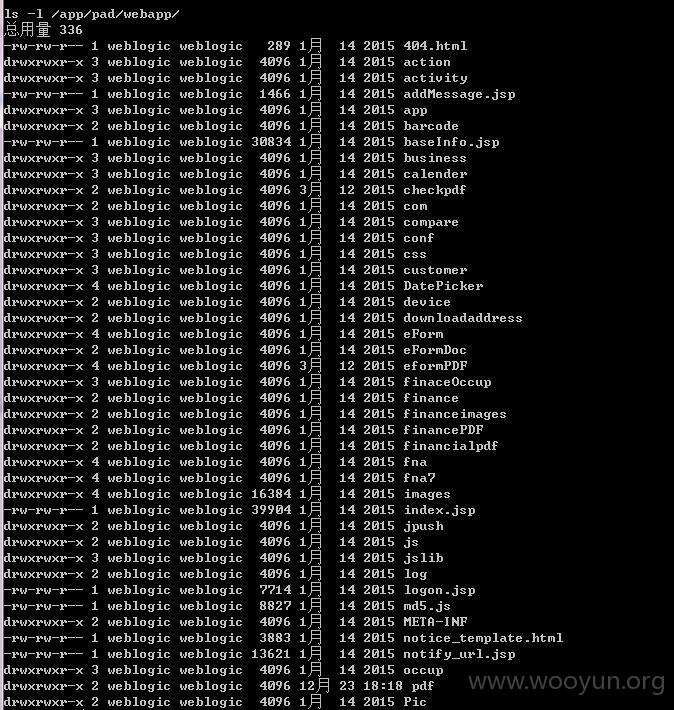 ls -l /app/pad/webapp/
总用量 336
-rw-rw-r-- 1 weblogic weblogic   289 1月  14 2015 404.html
drwxrwxr-x 3 weblogic weblogic  4096 1月  14 2015 action
drwxrwxr-x 3 weblogic weblogic  4096 1月  14 2015 activity
-rw-rw-r-- 1 weblogic weblogic  1466 1月  14 2015 addMessage.jsp
drwxrwxr-x 3 weblogic weblogic  4096 1月  14 2015 app
drwxrwxr-x 2 weblogic weblogic  4096 1月  14 2015 barcode
-rw-rw-r-- 1 weblogic weblogic 30834 1月  14 2015 baseInfo.jsp
drwxrwxr-x 3 weblogic weblogic  4096 1月  14 2015 business
drwxrwxr-x 3 weblogic weblogic  4096 1月  14 2015 calender
drwxrwxr-x 2 weblogic weblogic  4096 3月  12 2015 checkpdf
drwxrwxr-x 2 weblogic weblogic  4096 1月  14 2015 com
drwxrwxr-x 3 weblogic weblogic  4096 1月  14 2015 compare
drwxrwxr-x 3 weblogic weblogic  4096 1月  14 2015 conf
drwxrwxr-x 3 weblogic weblogic  4096 1月  14 2015 css
drwxrwxr-x 3 weblogic weblogic  4096 1月  14 2015 customer
drwxrwxr-x 4 weblogic weblogic  4096 1月  14 2015 DatePicker
drwxrwxr-x 2 weblogic weblogic  4096 1月  14 2015 device
drwxrwxr-x 2 weblogic weblogic  4096 1月  14 2015 downloadaddress
drwxrwxr-x 4 weblogic weblogic  4096 1月  14 2015 eForm
drwxrwxr-x 2 weblogic weblogic  4096 1月  14 2015 eFormDoc
drwxrwxr-x 4 weblogic weblogic  4096 3月  12 2015 eformPDF
drwxrwxr-x 3 weblogic weblogic  4096 1月  14 2015 finaceOccup
drwxrwxr-x 2 weblogic weblogic  4096 1月  14 2015 finance
drwxrwxr-x 2 weblogic weblogic  4096 1月  14 2015 financeimages
drwxrwxr-x 2 weblogic weblogic  4096 1月  14 2015 financePDF
drwxrwxr-x 2 weblogic weblogic  4096 1月  14 2015 financialpdf
drwxrwxr-x 4 weblogic weblogic  4096 1月  14 2015 fna
drwxrwxr-x 4 weblogic weblogic  4096 1月  14 2015 fna7
drwxrwxr-x 4 weblogic weblogic 16384 1月  14 2015 images
-rw-rw-r-- 1 weblogic weblogic 39904 1月  14 2015 index.jsp
drwxrwxr-x 2 weblogic weblogic  4096 1月  14 2015 jpush
drwxrwxr-x 2 weblogic weblogic  4096 1月  14 2015 js
drwxrwxr-x 3 weblogic weblogic  4096 1月  14 2015 jslib
drwxrwxr-x 2 weblogic weblogic  4096 1月  14 2015 log
-rw-rw-r-- 1 weblogic weblogic  7714 1月  14 2015 logon.jsp
-rw-rw-r-- 1 weblogic weblogic  8827 1月  14 2015 md5.js
drwxrwxr-x 2 weblogic weblogic  4096 1月  14 2015 META-INF
-rw-rw-r-- 1 weblogic weblogic  3883 1月  14 2015 notice_template.html
-rw-rw-r-- 1 weblogic weblogic 13621 1月  14 2015 notify_url.jsp
drwxrwxr-x 3 weblogic weblogic  4096 1月  14 2015 occup
drwxrwxr-x 2 weblogic weblogic  4096 12月 23 18:18 pdf
drwxrwxr-x 2 weblogic weblogic  4096 1月  14 2015 Pic
www.wooyun.org